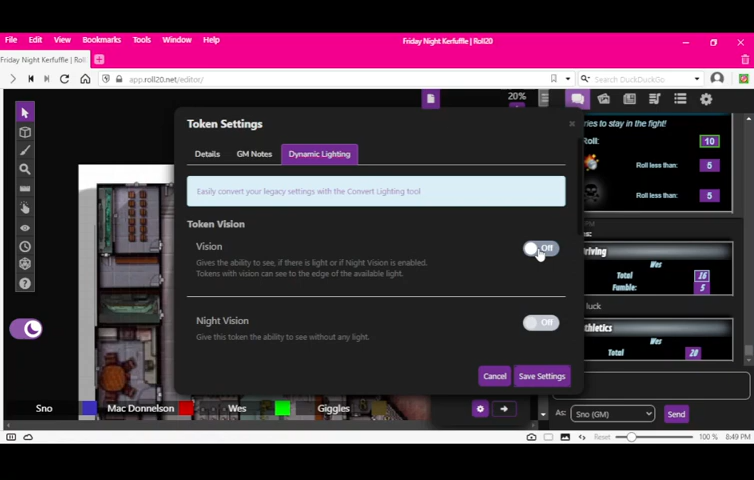 File Edit View Bookmarks Tools Window Help
Friday Night Kerfuffle | Roll20
Friday Night Kerfuffle | Roll
app.roll20.net/editor/
Search DuckDuckGo
20%
Token Settings
Details GM Notes Dynamic Lighting
Easily convert your legacy settings with the Convert Lighting tool
Token Vision
Vision
Off
Gives the ability to see, if there is light or if Night Vision is enabled.
Tokens with vision can see to the edge of the available light.
Night Vision
Off
Give this token the ability to see without any light.
Cancel Save Settings
ries to stay in the fight!
Roll: 10
Roll less than: 5
Roll less than: 5
PM
riving
Wes
Total 16
Fumble: 5
luck
thletics
Wes
Total 20
As: Sno (GM) Send
Sno Mac Donnelson Wes Giggles
Reset 100 % 8:49 PM